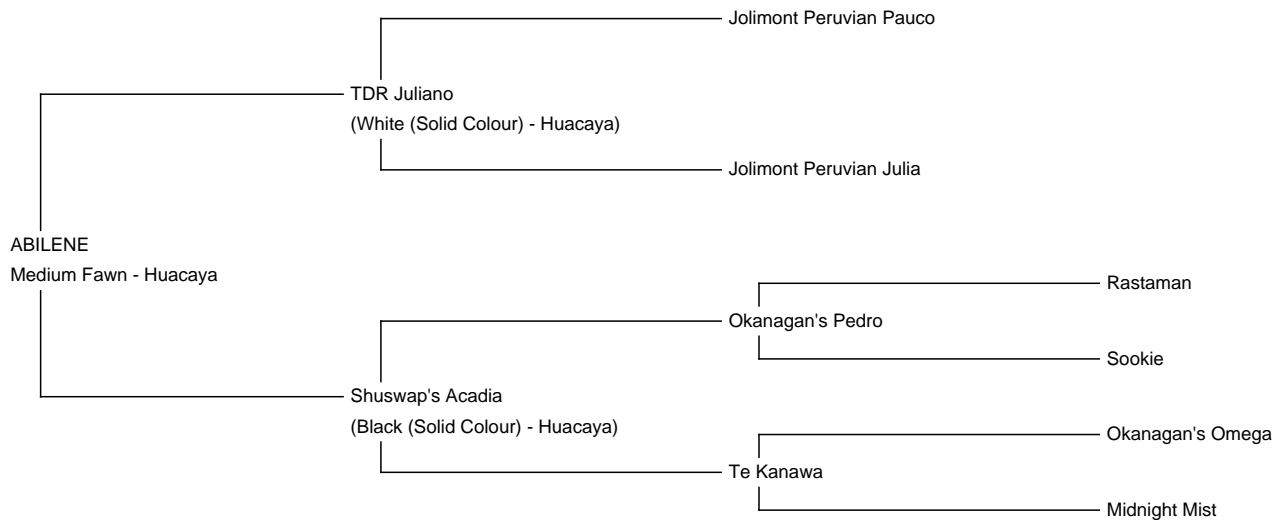 Jolimont Peruvian Pauco
TDR Juliano
(White (Solid Colour) - Huacaya)
Jolimont Peruvian Julia
ABILENE
Medium Fawn - Huacaya
Rastaman
Okanagan's Pedro
Sookie
Shuswap's Acadia
(Black (Solid Colour) - Huacaya)
Okanagan's Omega
Te Kanawa
Midnight Mist